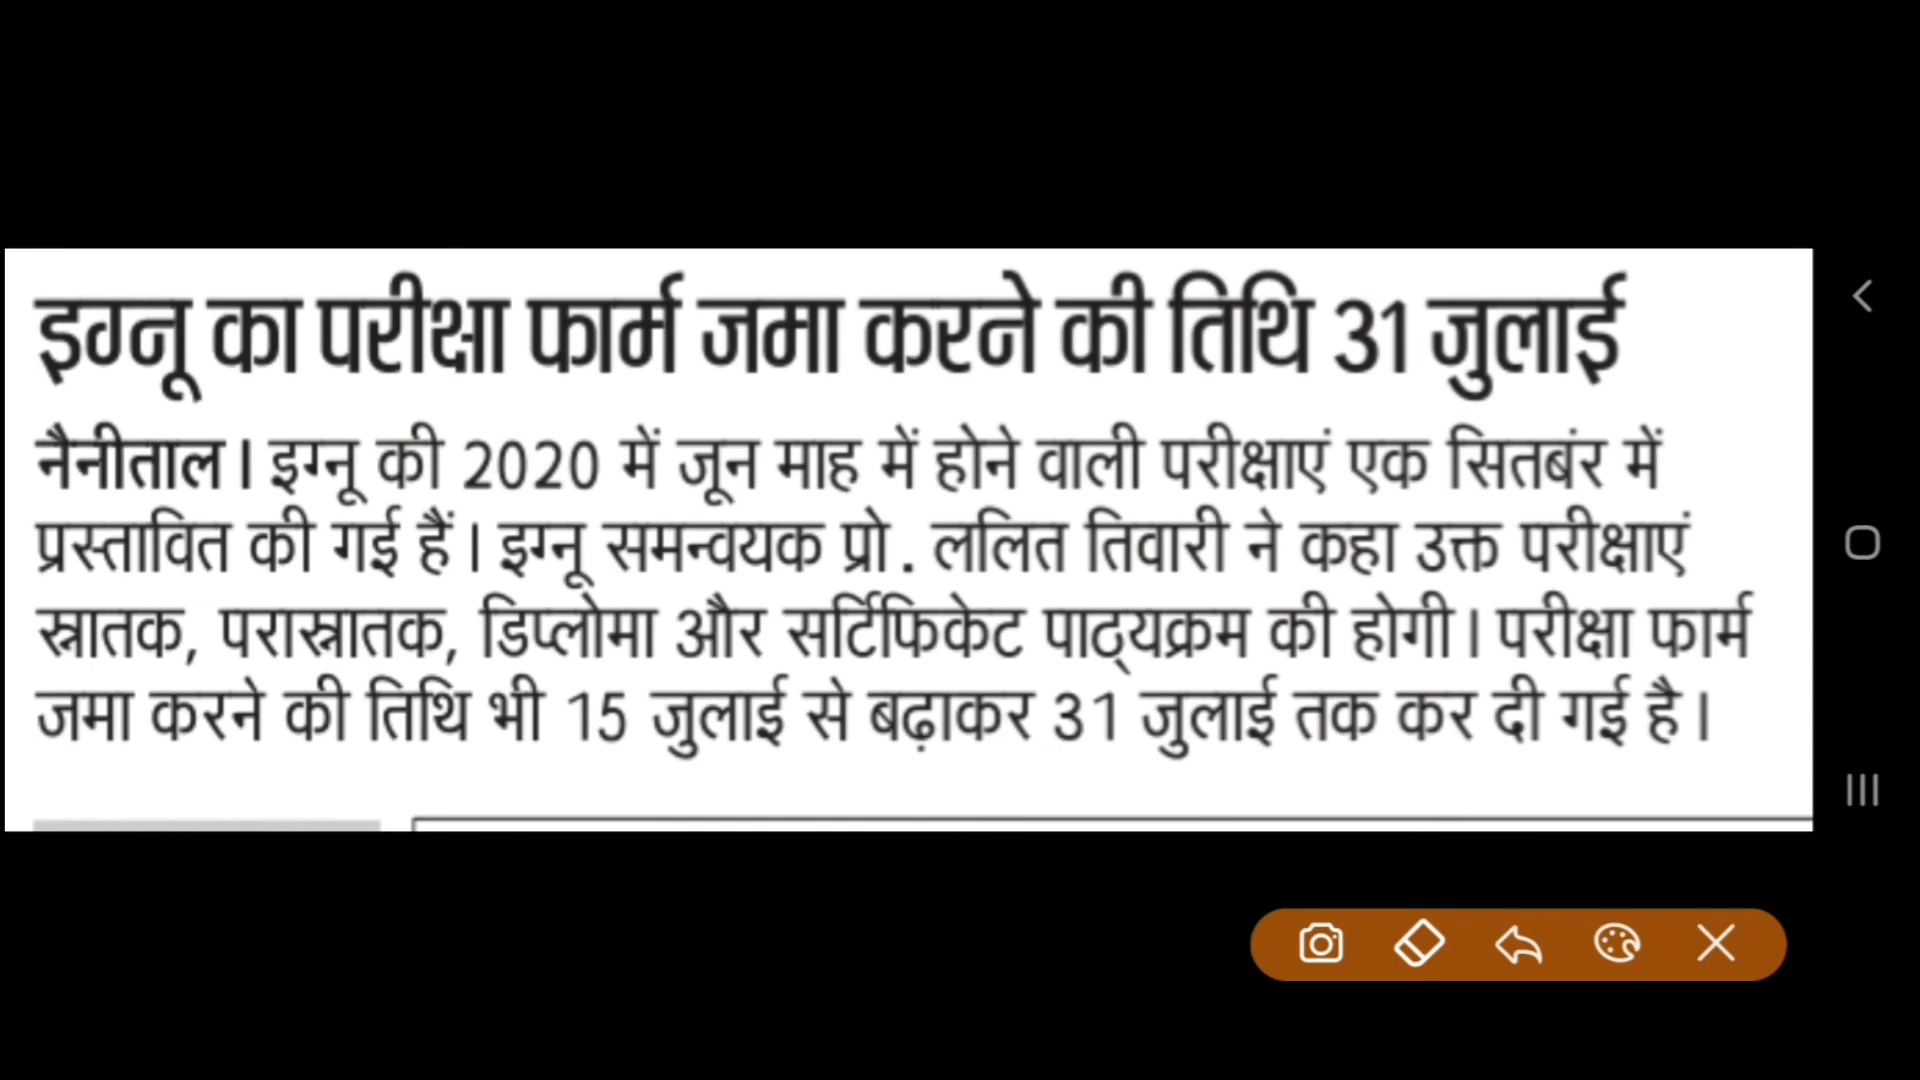 इग्नू का परीक्षा फार्म जमा करने की तिथि 31 जुलाई
नैनीताल। इग्नू की 2020 में जून माह में होने वाली परीक्षाएं एक सितबंर में
प्रस्तावित की गई हैं। इग्नू समन्वयक प्रो. ललित तिवारी ने कहा उक्त परीक्षाएं
स्नातक, परास्नातक, डिप्लोमा और सर्टिफिकेट पाठ्यक्रम की होगी। परीक्षा फार्म
जमा करने की तिथि भी 15 जुलाई से बढ़ाकर 31 जुलाई तक कर दी गई है।